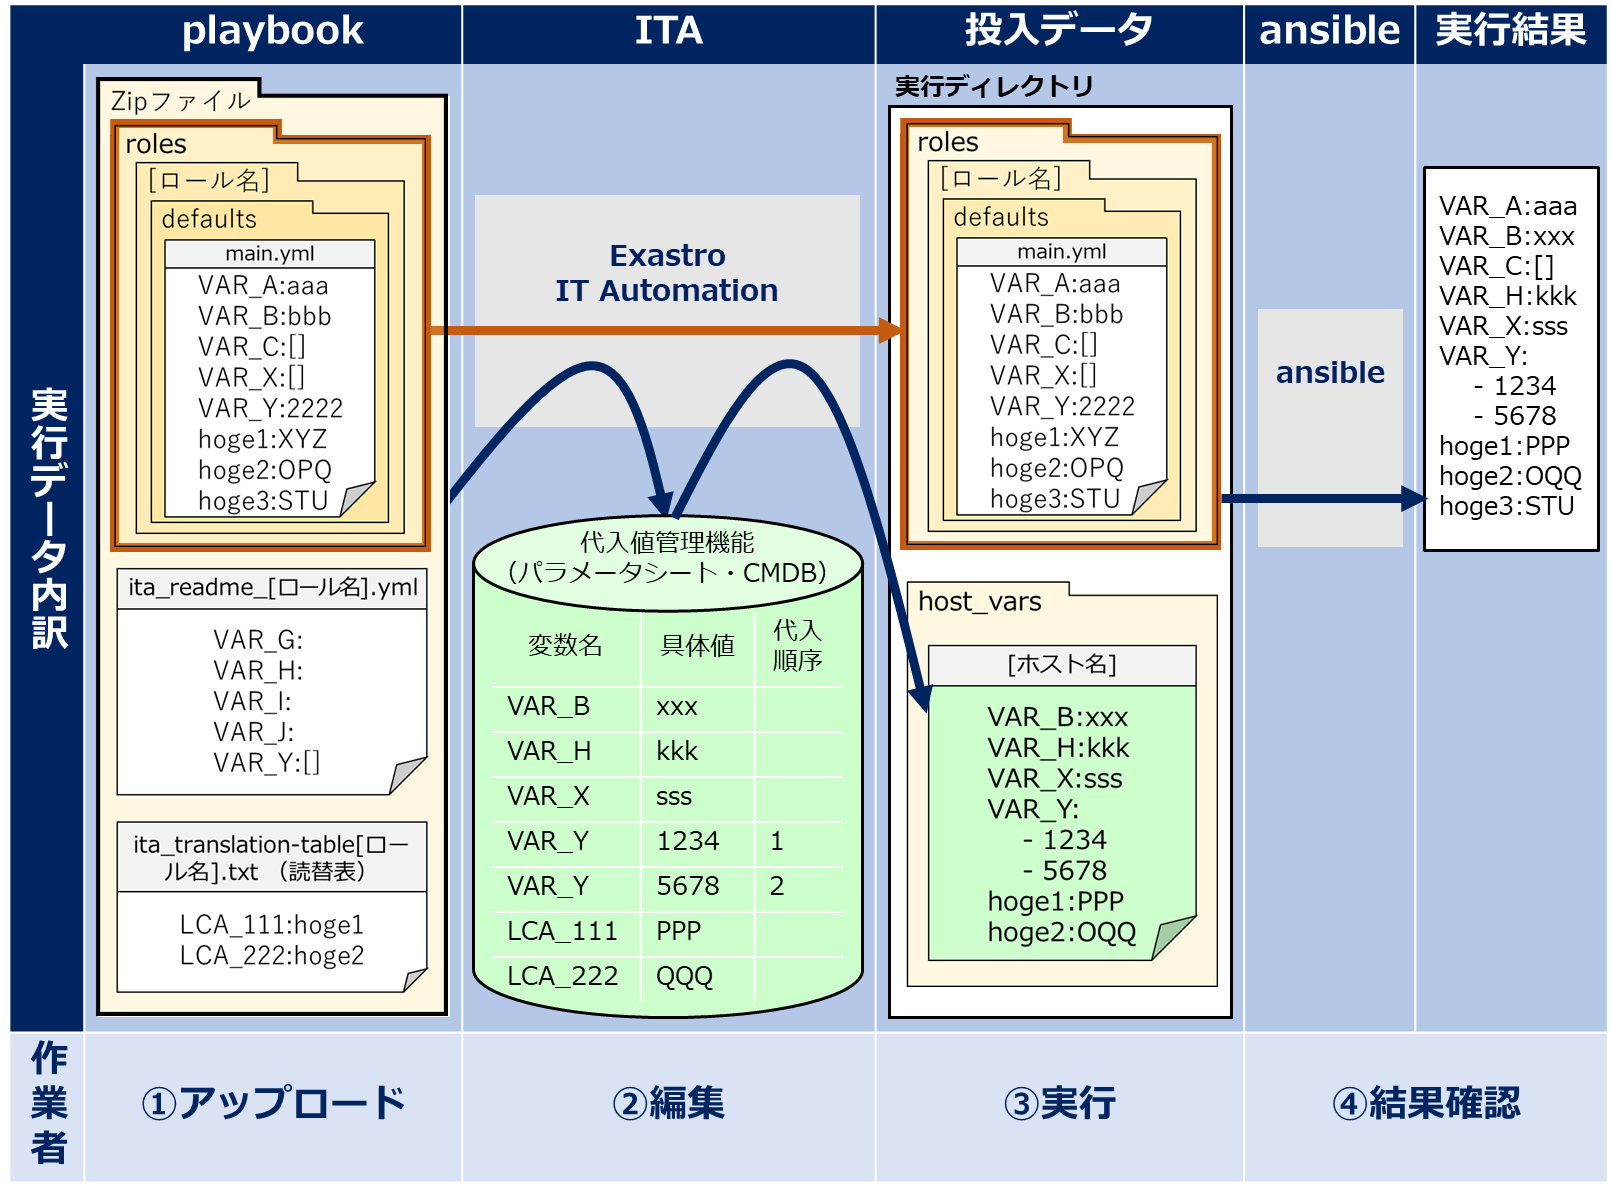 playbook
ITA
投入データ
ansible
実行結果
実行データ内訳
Zipファイル
roles
[ロール名]
defaults
main.yml
VAR_A:aaa
VAR_B:bbb
VAR_C:[]
VAR_X:[]
VAR_Y:2222
hoge1:XYZ
hoge2:OPQ
hoge3:STU
ita_readme_[ロール名].yml
VAR_G:
VAR_H:
VAR_I:
VAR_J:
VAR_Y:[]
ita_translation-table[ロー
ル名].txt （読替表）
LCA_111:hoge1
LCA_222:hoge2
Exastro
IT Automation
代入値管理機能
（パラメータシート・CMDB）
変数名 具体値 代入
順序
VAR_B xxx
VAR_H kkk
VAR_X sss
VAR_Y 1234 1
VAR_Y 5678 2
LCA_111 PPP
LCA_222 QQQ
実行ディレクトリ
roles
[ロール名]
defaults
main.yml
VAR_A:aaa
VAR_B:bbb
VAR_C:[]
VAR_X:[]
VAR_Y:2222
hoge1:XYZ
hoge2:OPQ
hoge3:STU
host_vars
[ホスト名]
VAR_B:xxx
VAR_H:kkk
VAR_X:sss
VAR_Y:
- 1234
- 5678
hoge1:PPP
hoge2:OQQ
ansible
VAR_A:aaa
VAR_B:xxx
VAR_C:[]
VAR_H:kkk
VAR_X:sss
VAR_Y:
- 1234
- 5678
hoge1:PPP
hoge2:OQQ
hoge3:STU
作業者
①アップロード
②編集
③実行
④結果確認